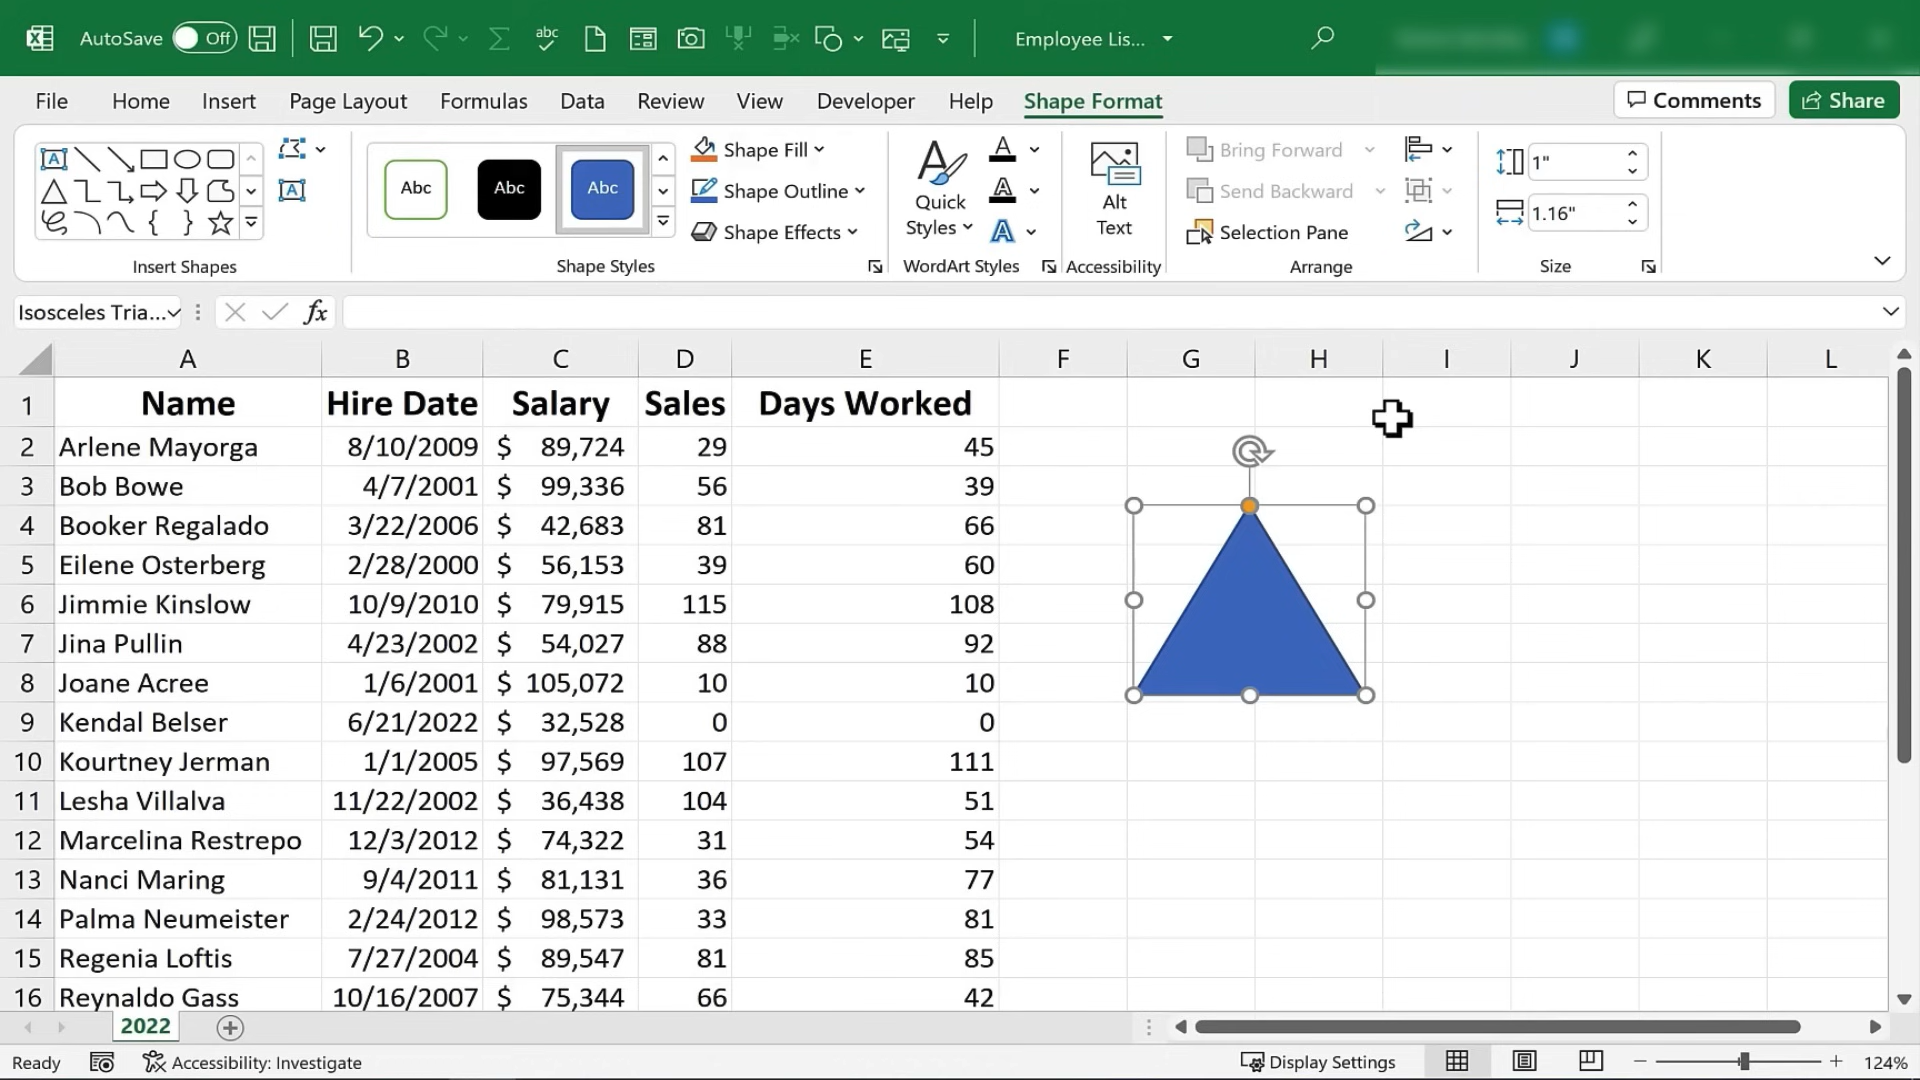 AutoSave Off abc Employee Lis...
File Home Insert Page Layout Formulas Data Review View Developer Help Shape Format Comments Share
A
A
Abc Abc Abc
Shape Fill
Shape Outline
Shape Effects
Quick
Styles
A
A
A
Alt
Text
Bring Forward
Send Backward
Selection Pane
1"
1.16"
Insert Shapes Shape Styles WordArt Styles Accessibility Arrange Size
Isosceles Tria... fx
A B C D E F G H I J K L
1 Name Hire Date Salary Sales Days Worked
2 Arlene Mayorga 8/10/2009 $ 89,724 29 45
3 Bob Bowe 4/7/2001 $ 99,336 56 39
4 Booker Regalado 3/22/2006 $ 42,683 81 66
5 Eilene Osterberg 2/28/2000 $ 56,153 39 60
6 Jimmie Kinslow 10/9/2010 $ 79,915 115 108
7 Jina Pullin 4/23/2002 $ 54,027 88 92
8 Joane Acree 1/6/2001 $ 105,072 10 10
9 Kendal Belser 6/21/2022 $ 32,528 0 0
10 Kourtney Jerman 1/1/2005 $ 97,569 107 111
11 Lesha Villalva 11/22/2002 $ 36,438 104 51
12 Marcelina Restrepo 12/3/2012 $ 74,322 31 54
13 Nanci Maring 9/4/2011 $ 81,131 36 77
14 Palma Neumeister 2/24/2012 $ 98,573 33 81
15 Regenia Loftis 7/27/2004 $ 89,547 81 85
16 Reynaldo Gass 10/16/2007 $ 75,344 66 42
2022
Ready Accessibility: Investigate Display Settings 124%